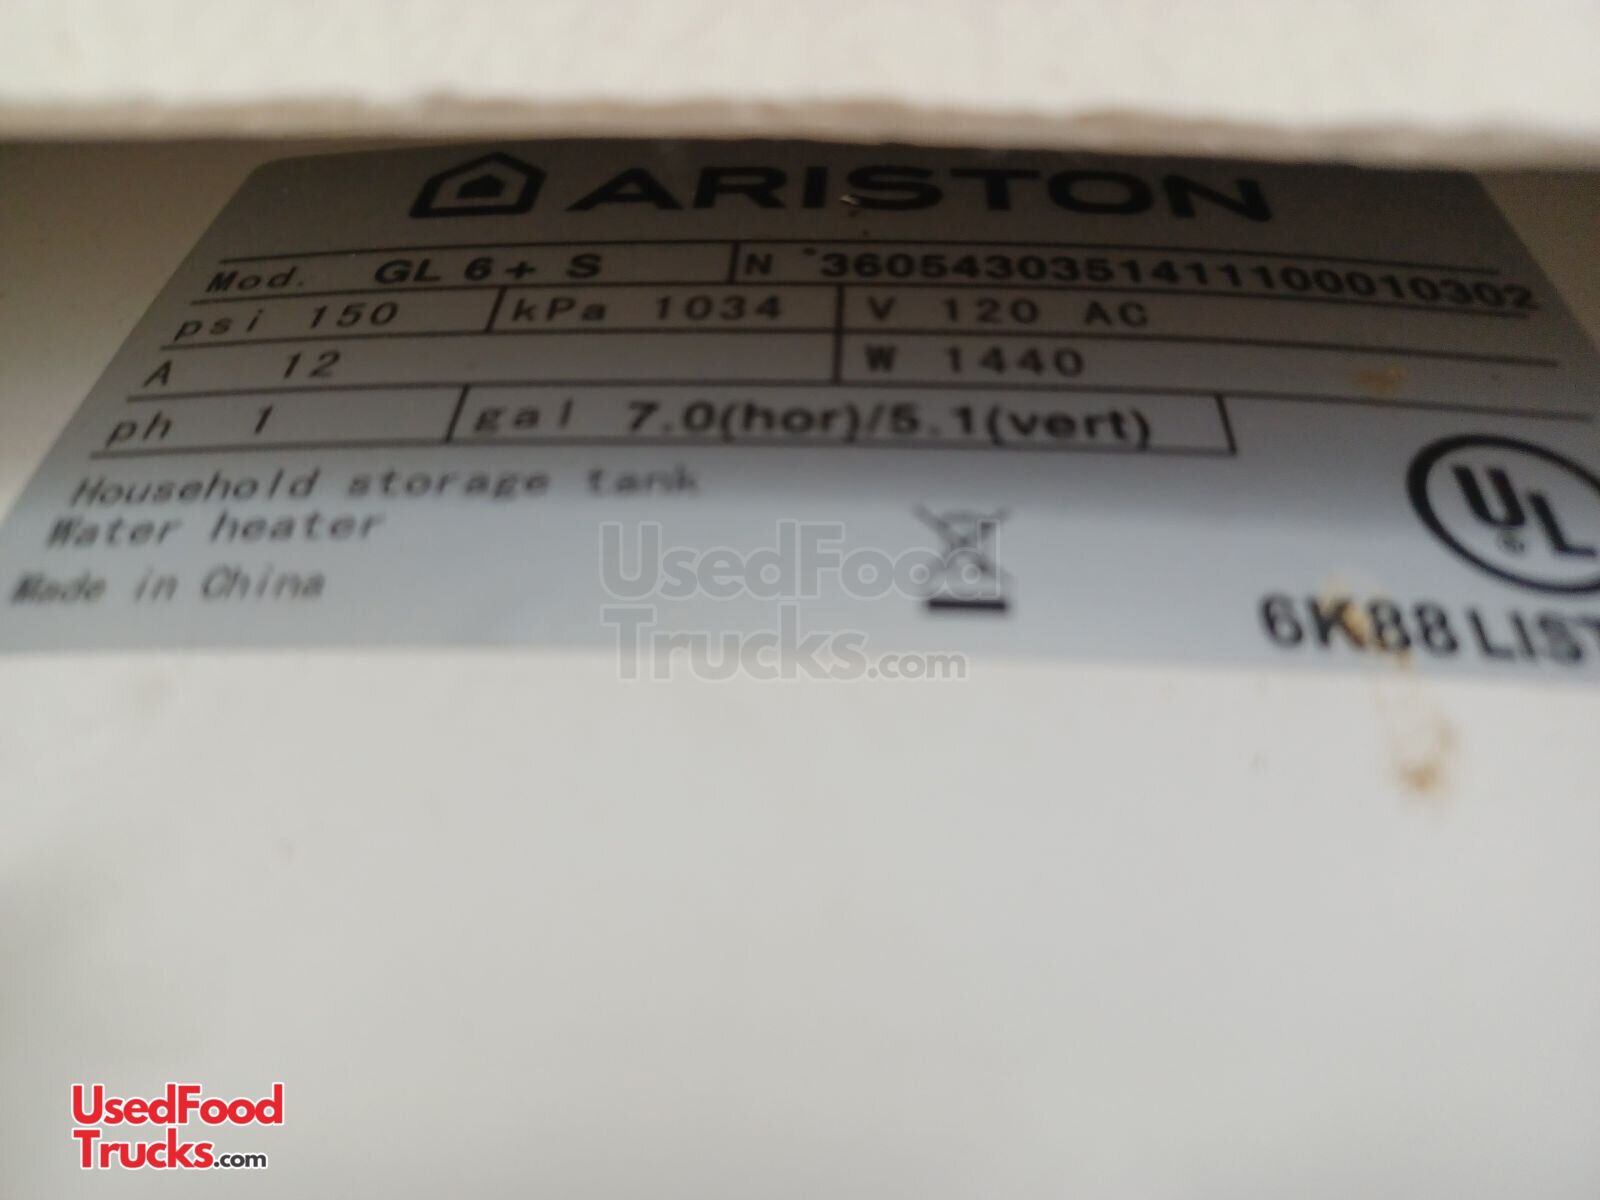 ARISTON
Mod. GL 6+ S N °3605430351411100010302
psi 150 kPa 1034 V 120 AC
A 12 W 1440
ph 1 gal 7.0(hor)/5.1(vert)
Household storage tank
Water heater
Made in China
UL
6K88 LIST
UsedFood
Trucks.com
UsedFood
Trucks.com